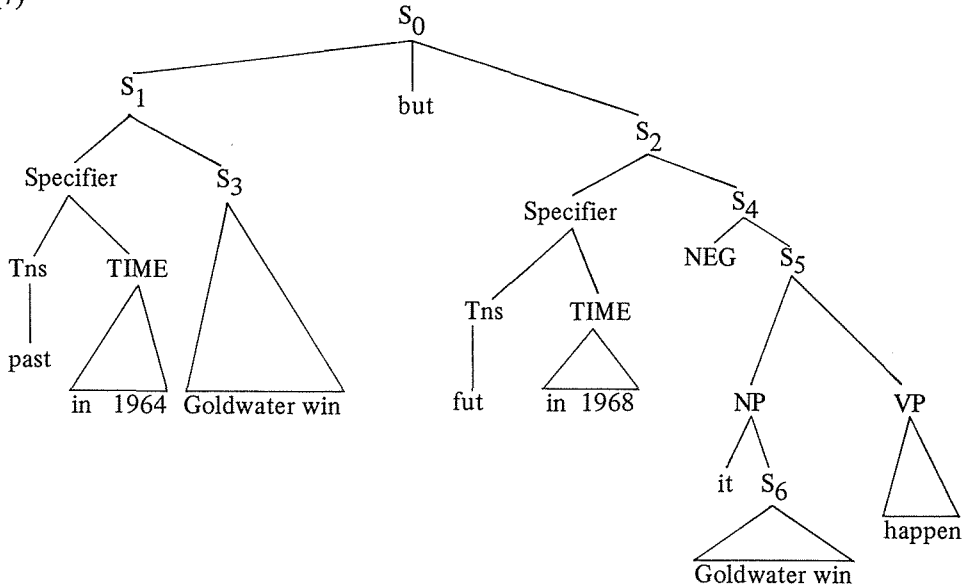 S0
S1 but
S2
Specifier S3
Specifier S4
Tns TIME
NEG S5
Tns TIME
past
in 1964 Goldwater win
fut in 1968 NP VP
it S6
happen
Goldwater win